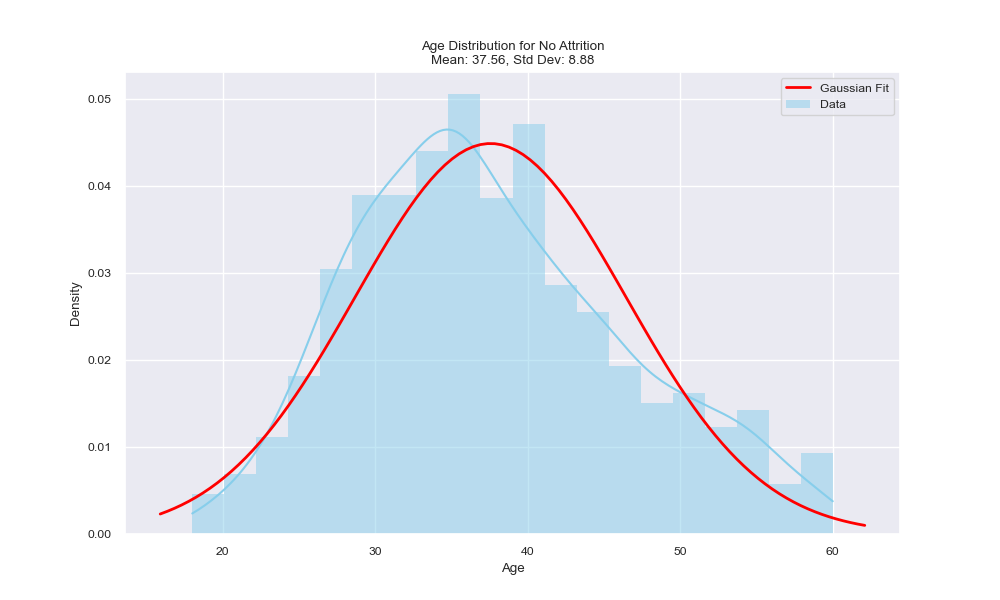 Age Distribution for No Attrition
Mean: 37.56, Std Dev: 8.88
Gaussian Fit
Data
0.05
0.04
0.03
0.02
0.01
0.00
Density
20 30 40 50 60
Age